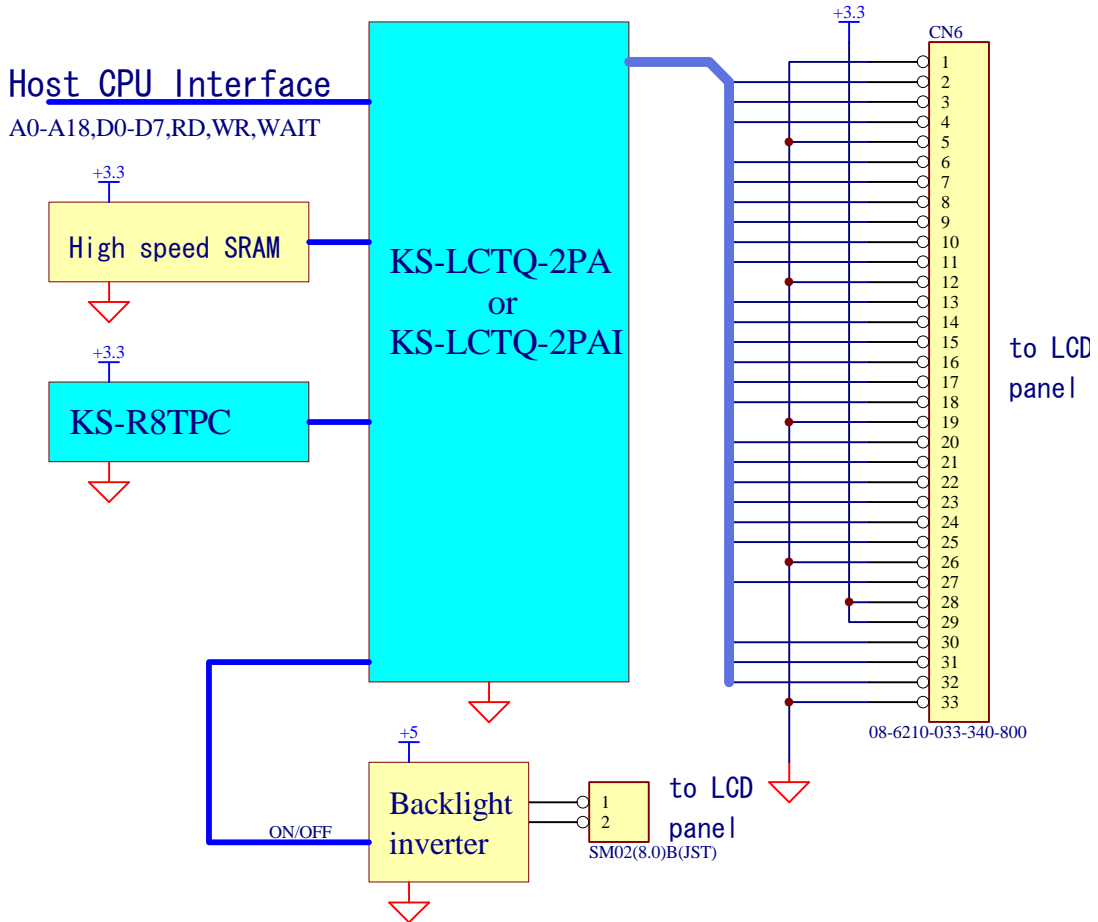 Host CPU Interface
A0-A18,D0-D7,RD,WR,WAIT
+3.3
High speed SRAM
+3.3
KS-R8TPC
KS-LCTQ-2PA
or
KS-LCTQ-2PAI
+3.3
CN6
1
2
3
4
5
6
7
8
9
10
11
12
13
14
15
16
17
18
19
20
21
22
23
24
25
26
27
28
29
30
31
32
33
08-6210-033-340-800
to LCD
panel
+5
Backlight
inverter
ON/OFF
1
2
SM02(8.0)B(JST)
to LCD
panel